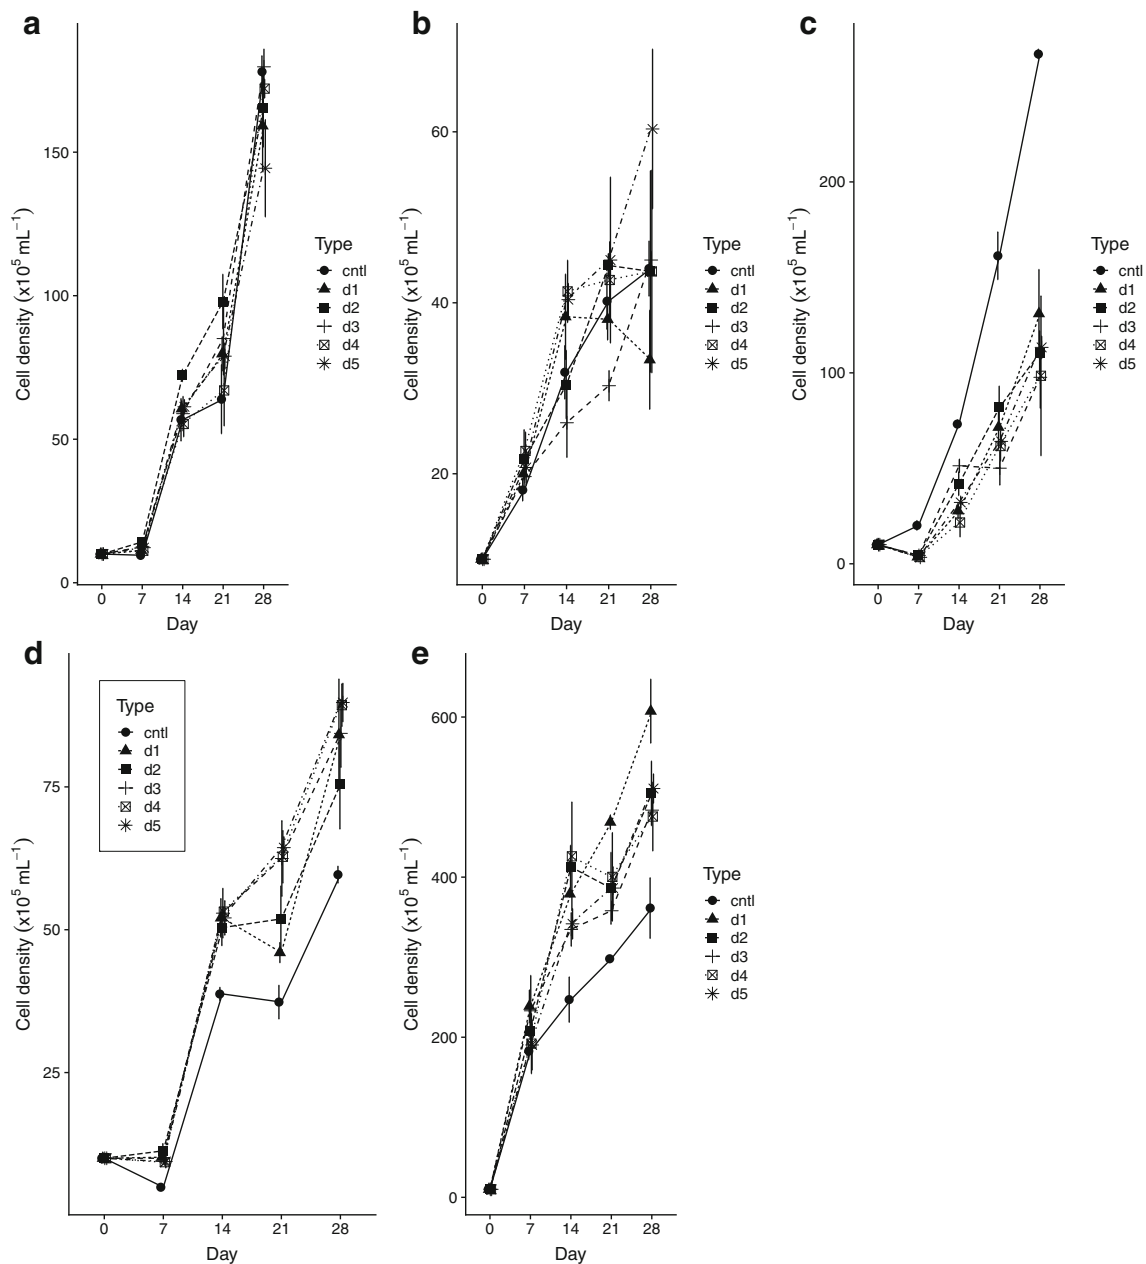 a
Cell density (x10⁵ mL⁻¹)
150
100
50
0
0 7 14 21 28
Day
Type
cntl
d1
d2
d3
d4
d5
b
Cell density (x10⁵ mL⁻¹)
60
40
20
0 7 14 21 28
Day
Type
cntl
d1
d2
d3
d4
d5
c
Cell density (x10⁵ mL⁻¹)
200
100
0
0 7 14 21 28
Day
Type
cntl
d1
d2
d3
d4
d5
d
Cell density (x10⁵ mL⁻¹)
75
50
25
0 7 14 21 28
Day
Type
cntl
d1
d2
d3
d4
d5
e
Cell density (x10⁵ mL⁻¹)
600
400
200
0
0 7 14 21 28
Day
Type
cntl
d1
d2
d3
d4
d5